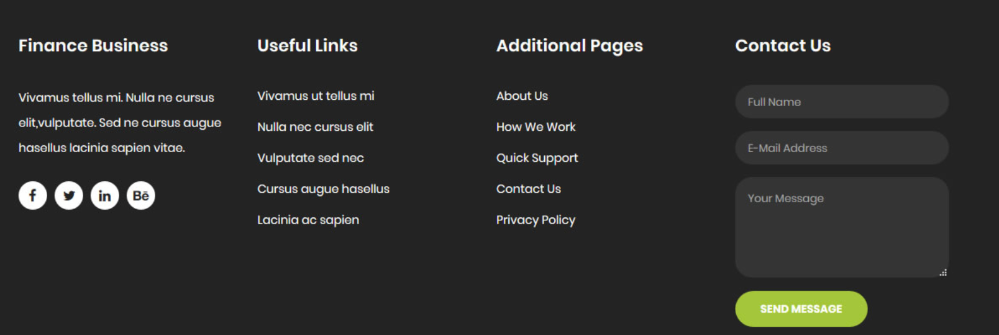 Finance Business
Vivamus tellus mi. Nulla ne cursus
elit,vulputate. Sed ne cursus augue
hasellus lacinia sapien vitae.
f
in
Bē
Useful Links
Vivamus ut tellus mi
Nulla nec cursus elit
Vulputate sed nec
Cursus augue hasellus
Lacinia ac sapien
Additional Pages
About Us
How We Work
Quick Support
Contact Us
Privacy Policy
Contact Us
Full Name
E-Mail Address
Your Message
SEND MESSAGE